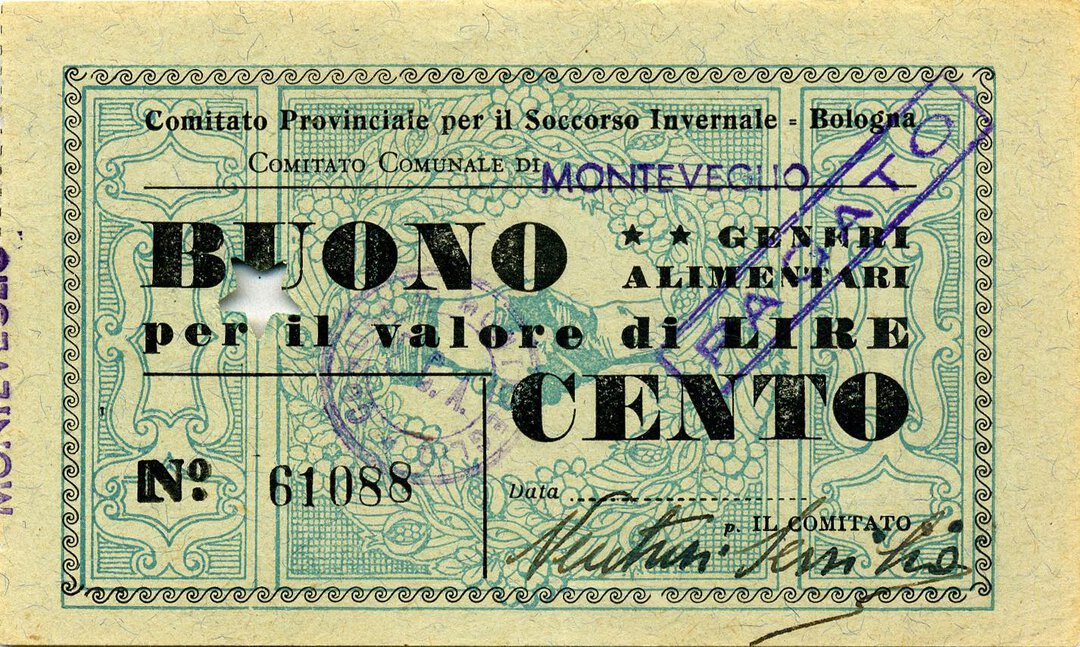 Comitato Provinciale per il Soccorso Invernale = Bologna
COMITATO COMUNALE DI MONTEVEGLIO
BUONO ★ ★ GENERI
ALIMENTARI
per il valore di LIRE
CENTO
PAGATO
Nº. 61088
Data
p. IL COMITATO
MONTEVEGLIO